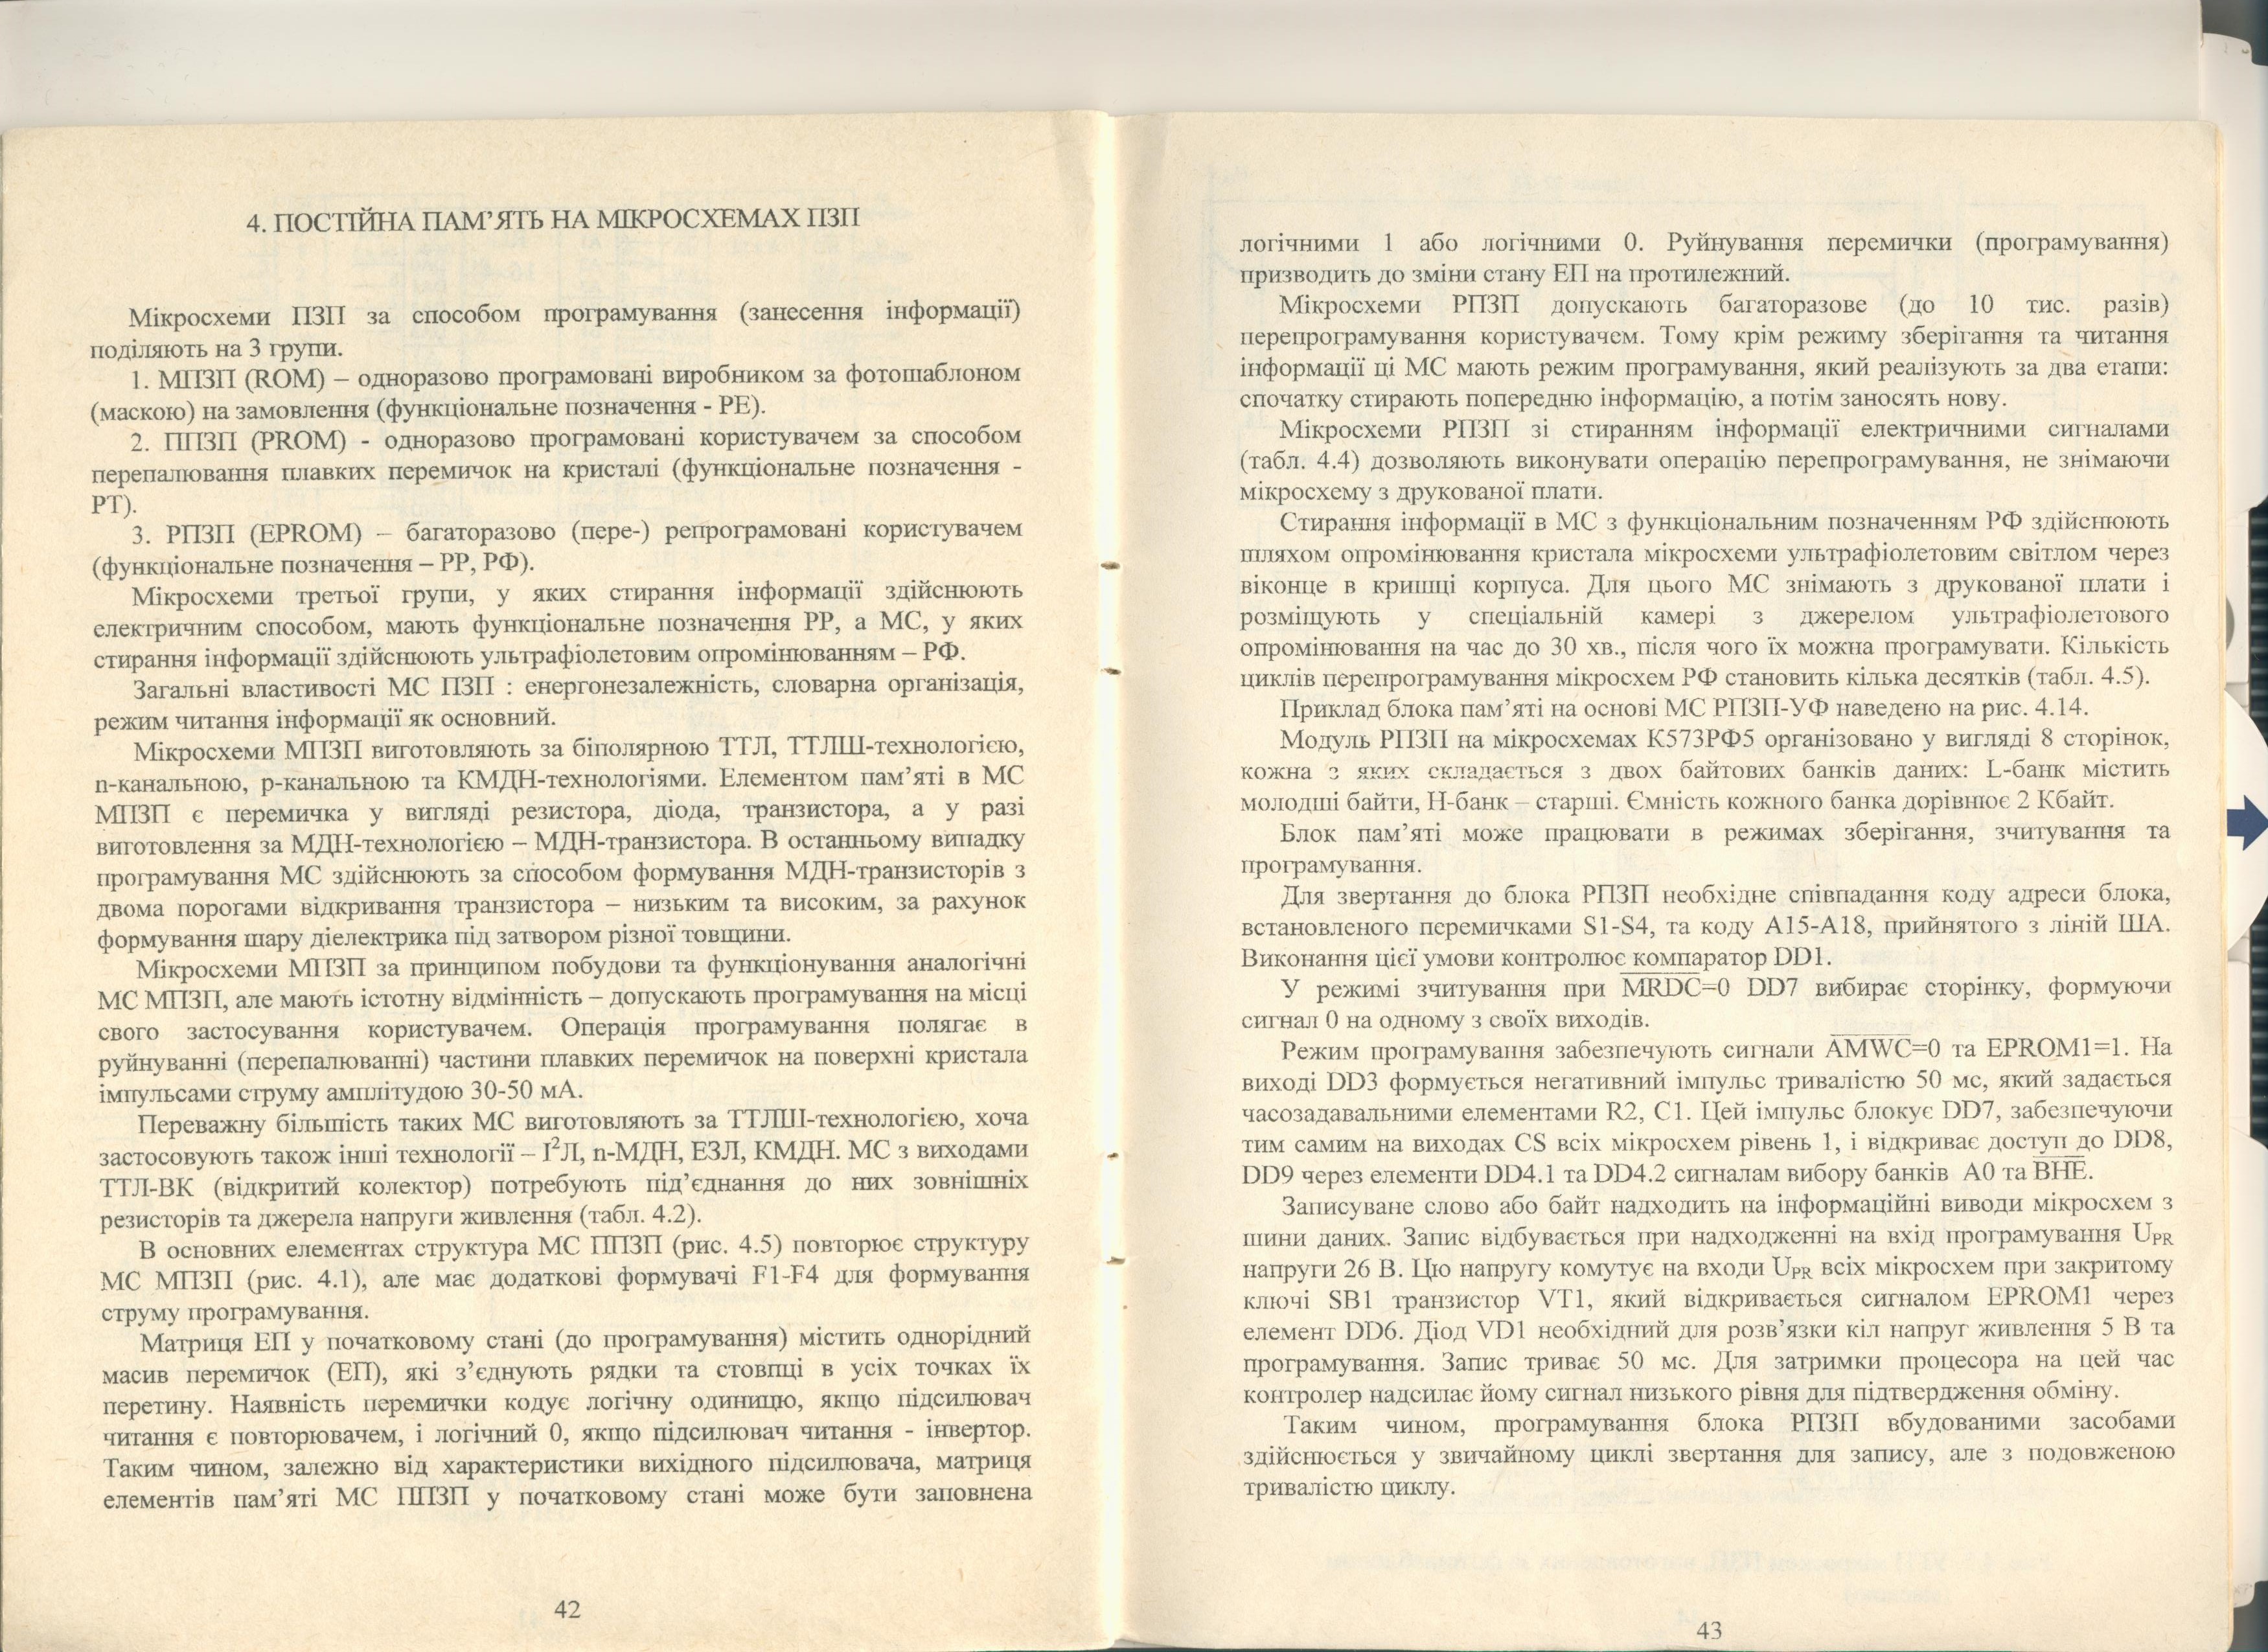 4. ПОСТІЙНА ПАМ’ЯТЬ НА МІКРОСХЕМАХ ПЗП
Мікросхеми ПЗП за способом програмування (занесення інформації)
поділяють на 3 групи.
1. МПЗП (ROM) – одноразово програмовані виробником за фотошаблоном
(маскою) на замовлення (функціональне позначення - РЕ).
2. ППЗП (PROM) - одноразово програмовані користувачем за способом
перепалювання плавких перемичок на кристалі (функціональне позначення -
РТ).
3. РПЗП (EPROM) – багаторазово (пере-) репрограмовані користувачем
(функціональне позначення – РР, РФ).
Мікросхеми третьої групи, у яких стирання інформації здійснюють
електричним способом, мають функціональне позначення РР, а МС, у яких
стирання інформації здійснюють ультрафіолетовим опромінюванням – РФ.
Загальні властивості МС ПЗП : енергонезалежність, словарна організація,
режим читання інформації як основний.
Мікросхеми МПЗП виготовляють за біполярною ТТЛ, ТТЛШ-технологією,
n-канальною, p-канальною та КМДН-технологіями. Елементом пам’яті в МС
МПЗП є перемичка у вигляді резистора, діода, транзистора, а у разі
виготовлення за МДН-технологією – МДН-транзистора. В останньому випадку
програмування МС здійснюють за способом формування МДН-транзисторів з
двома порогами відкривання транзистора – низьким та високим, за рахунок
формування шару діелектрика під затвором різної товщини.
Мікросхеми МПЗП за принципом побудови та функціонування аналогічні
МС МПЗП, але мають істотну відмінність – допускають програмування на місці
свого застосування користувачем. Операція програмування полягає в
руйнуванні (перепалюванні) частини плавких перемичок на поверхні кристала
імпульсами струму амплітудою 30-50 мА.
Переважну більшість таких МС виготовляють за ТТЛШ-технологією, хоча
застосовують також інші технології – І²Л, n-МДН, ЕЗЛ, КМДН. МС з виходами
ТТЛ-ВК (відкритий колектор) потребують під’єднання до них зовнішніх
резисторів та джерела напруги живлення (табл. 4.2).
В основних елементах структура МС ППЗП (рис. 4.5) повторює структуру
МС МПЗП (рис. 4.1), але має додаткові формувачі F1-F4 для формування
струму програмування.
Матриця ЕП у початковому стані (до програмування) містить однорідний
масив перемичок (ЕП), які з’єднують рядки та стовпці в усіх точках їх
перетину. Наявність перемички кодує логічну одиницю, якщо підсилювач
читання є повторювачем, і логічний 0, якщо підсилювач читання - інвертор.
Таким чином, залежно від характеристики вихідного підсилювача, матриця
елементів пам’яті МС ППЗП у початковому стані може бути заповнена
42
логічними 1 або логічними 0. Руйнування перемички (програмування)
призводить до зміни стану ЕП на протилежний.
Мікросхеми РПЗП допускають багаторазове (до 10 тис. разів)
перепрограмування користувачем. Тому крім режиму зберігання та читання
інформації ці МС мають режим програмування, який реалізують за два етапи:
спочатку стирають попередню інформацію, а потім заносять нову.
Мікросхеми РПЗП зі стиранням інформації електричними сигналами
(табл. 4.4) дозволяють виконувати операцію перепрограмування, не знімаючи
мікросхему з друкованої плати.
Стирання інформації в МС з функціональним позначенням РФ здійснюють
шляхом опромінювання кристала мікросхеми ультрафіолетовим світлом через
віконце в кришці корпуса. Для цього МС знімають з друкованої плати і
розміщують у спеціальній камері з джерелом ультрафіолетового
опромінювання на час до 30 хв., після чого їх можна програмувати. Кількість
циклів перепрограмування мікросхем РФ становить кілька десятків (табл. 4.5).
Приклад блока пам’яті на основі МС РПЗП-УФ наведено на рис. 4.14.
Модуль РПЗП на мікросхемах К573РФ5 організовано у вигляді 8 сторінок,
кожна з яких складається з двох байтових банків даних: L-банк містить
молодші байти, Н-банк – старші. Ємність кожного банка дорівнює 2 Кбайт.
Блок пам’яті може працювати в режимах зберігання, зчитування та
програмування.
Для звертання до блока РПЗП необхідне співпадання коду адреси блока,
встановленого перемичками S1-S4, та коду А15-А18, прийнятого з ліній ША.
Виконання цієї умови контролює компаратор DD1.
У режимі зчитування при M̅R̅D̅C̅=0 DD7 вибирає сторінку, формуючи
сигнал 0 на одному з своїх виходів.
Режим програмування забезпечують сигнали A̅M̅W̅C̅=0 та EPROM1=1. На
виході DD3 формується негативний імпульс тривалістю 50 мс, який задається
часозадавальними елементами R2, C1. Цей імпульс блокує DD7, забезпечуючи
тим самим на виходах CS всіх мікросхем рівень 1, і відкриває доступ до DD8,
DD9 через елементи DD4.1 та DD4.2 сигналам вибору банків А0 та B̅H̅E̅.
Записуване слово або байт надходить на інформаційні виводи мікросхем з
шини даних. Запис відбувається при надходженні на вхід програмування UPR
напруги 26 В. Цю напругу комутує на входи UPR всіх мікросхем при закритому
ключі SB1 транзистор VT1, який відкривається сигналом EPROM1 через
елемент DD6. Діод VD1 необхідний для розв’язки кіл напруг живлення 5 В та
програмування. Запис триває 50 мс. Для затримки процесора на цей час
контролер надсилає йому сигнал низького рівня для підтвердження обміну.
Таким чином, програмування блока РПЗП вбудованими засобами
здійснюється у звичайному циклі звертання для запису, але з подовженою
тривалістю циклу.
43